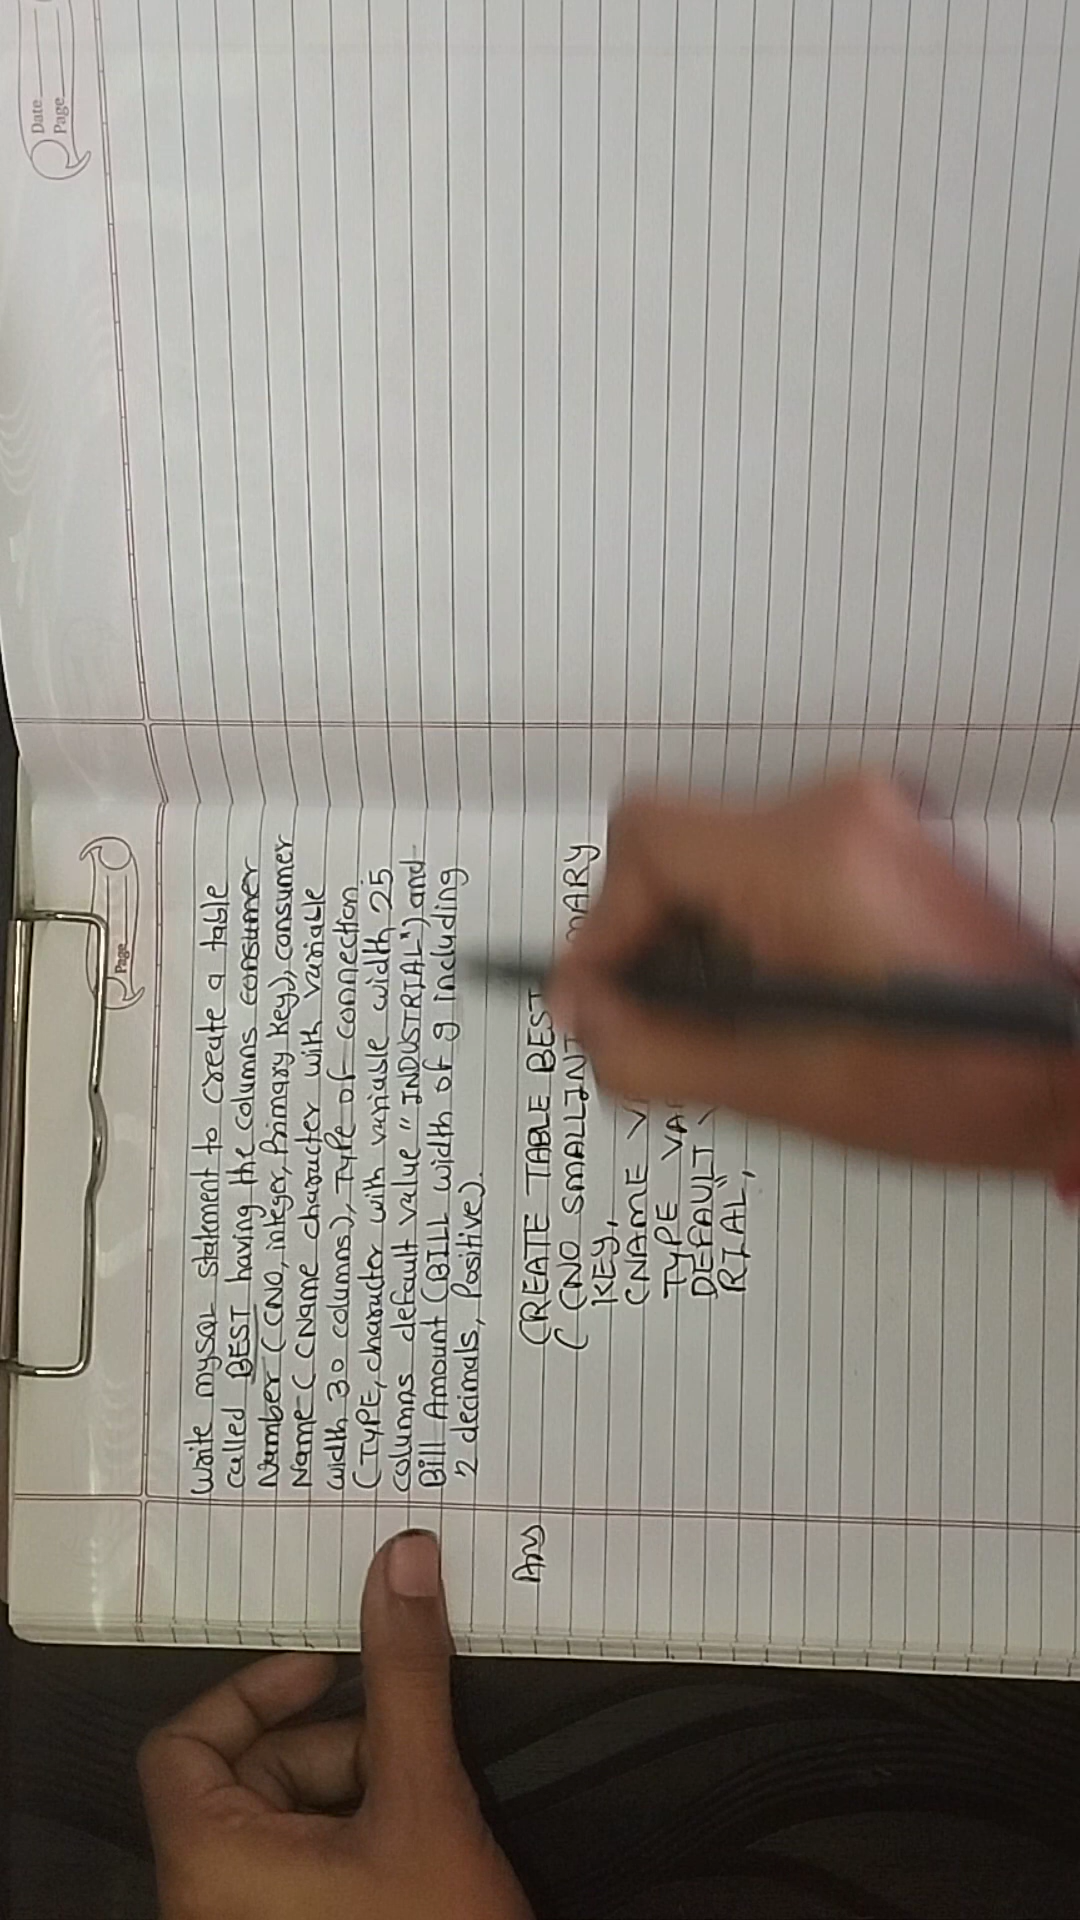 Date
Page
Page
Write mysql statement to create a table
called BEST having the columns consumer
Number (CNO, integer, Primary Key), consumer
Name (CName character with variable
width 30 columns), Type of connection
(TYPE, character with variable width 25
columns default value "INDUSTRIAL") and
Bill Amount (BILL width of 9 including
2 decimals, Positive).
Ans CREATE TABLE BEST
(CNO SMALLINT MARY
KEY,
CNAME V
TYPE VA
DEFAULT
RIAL",